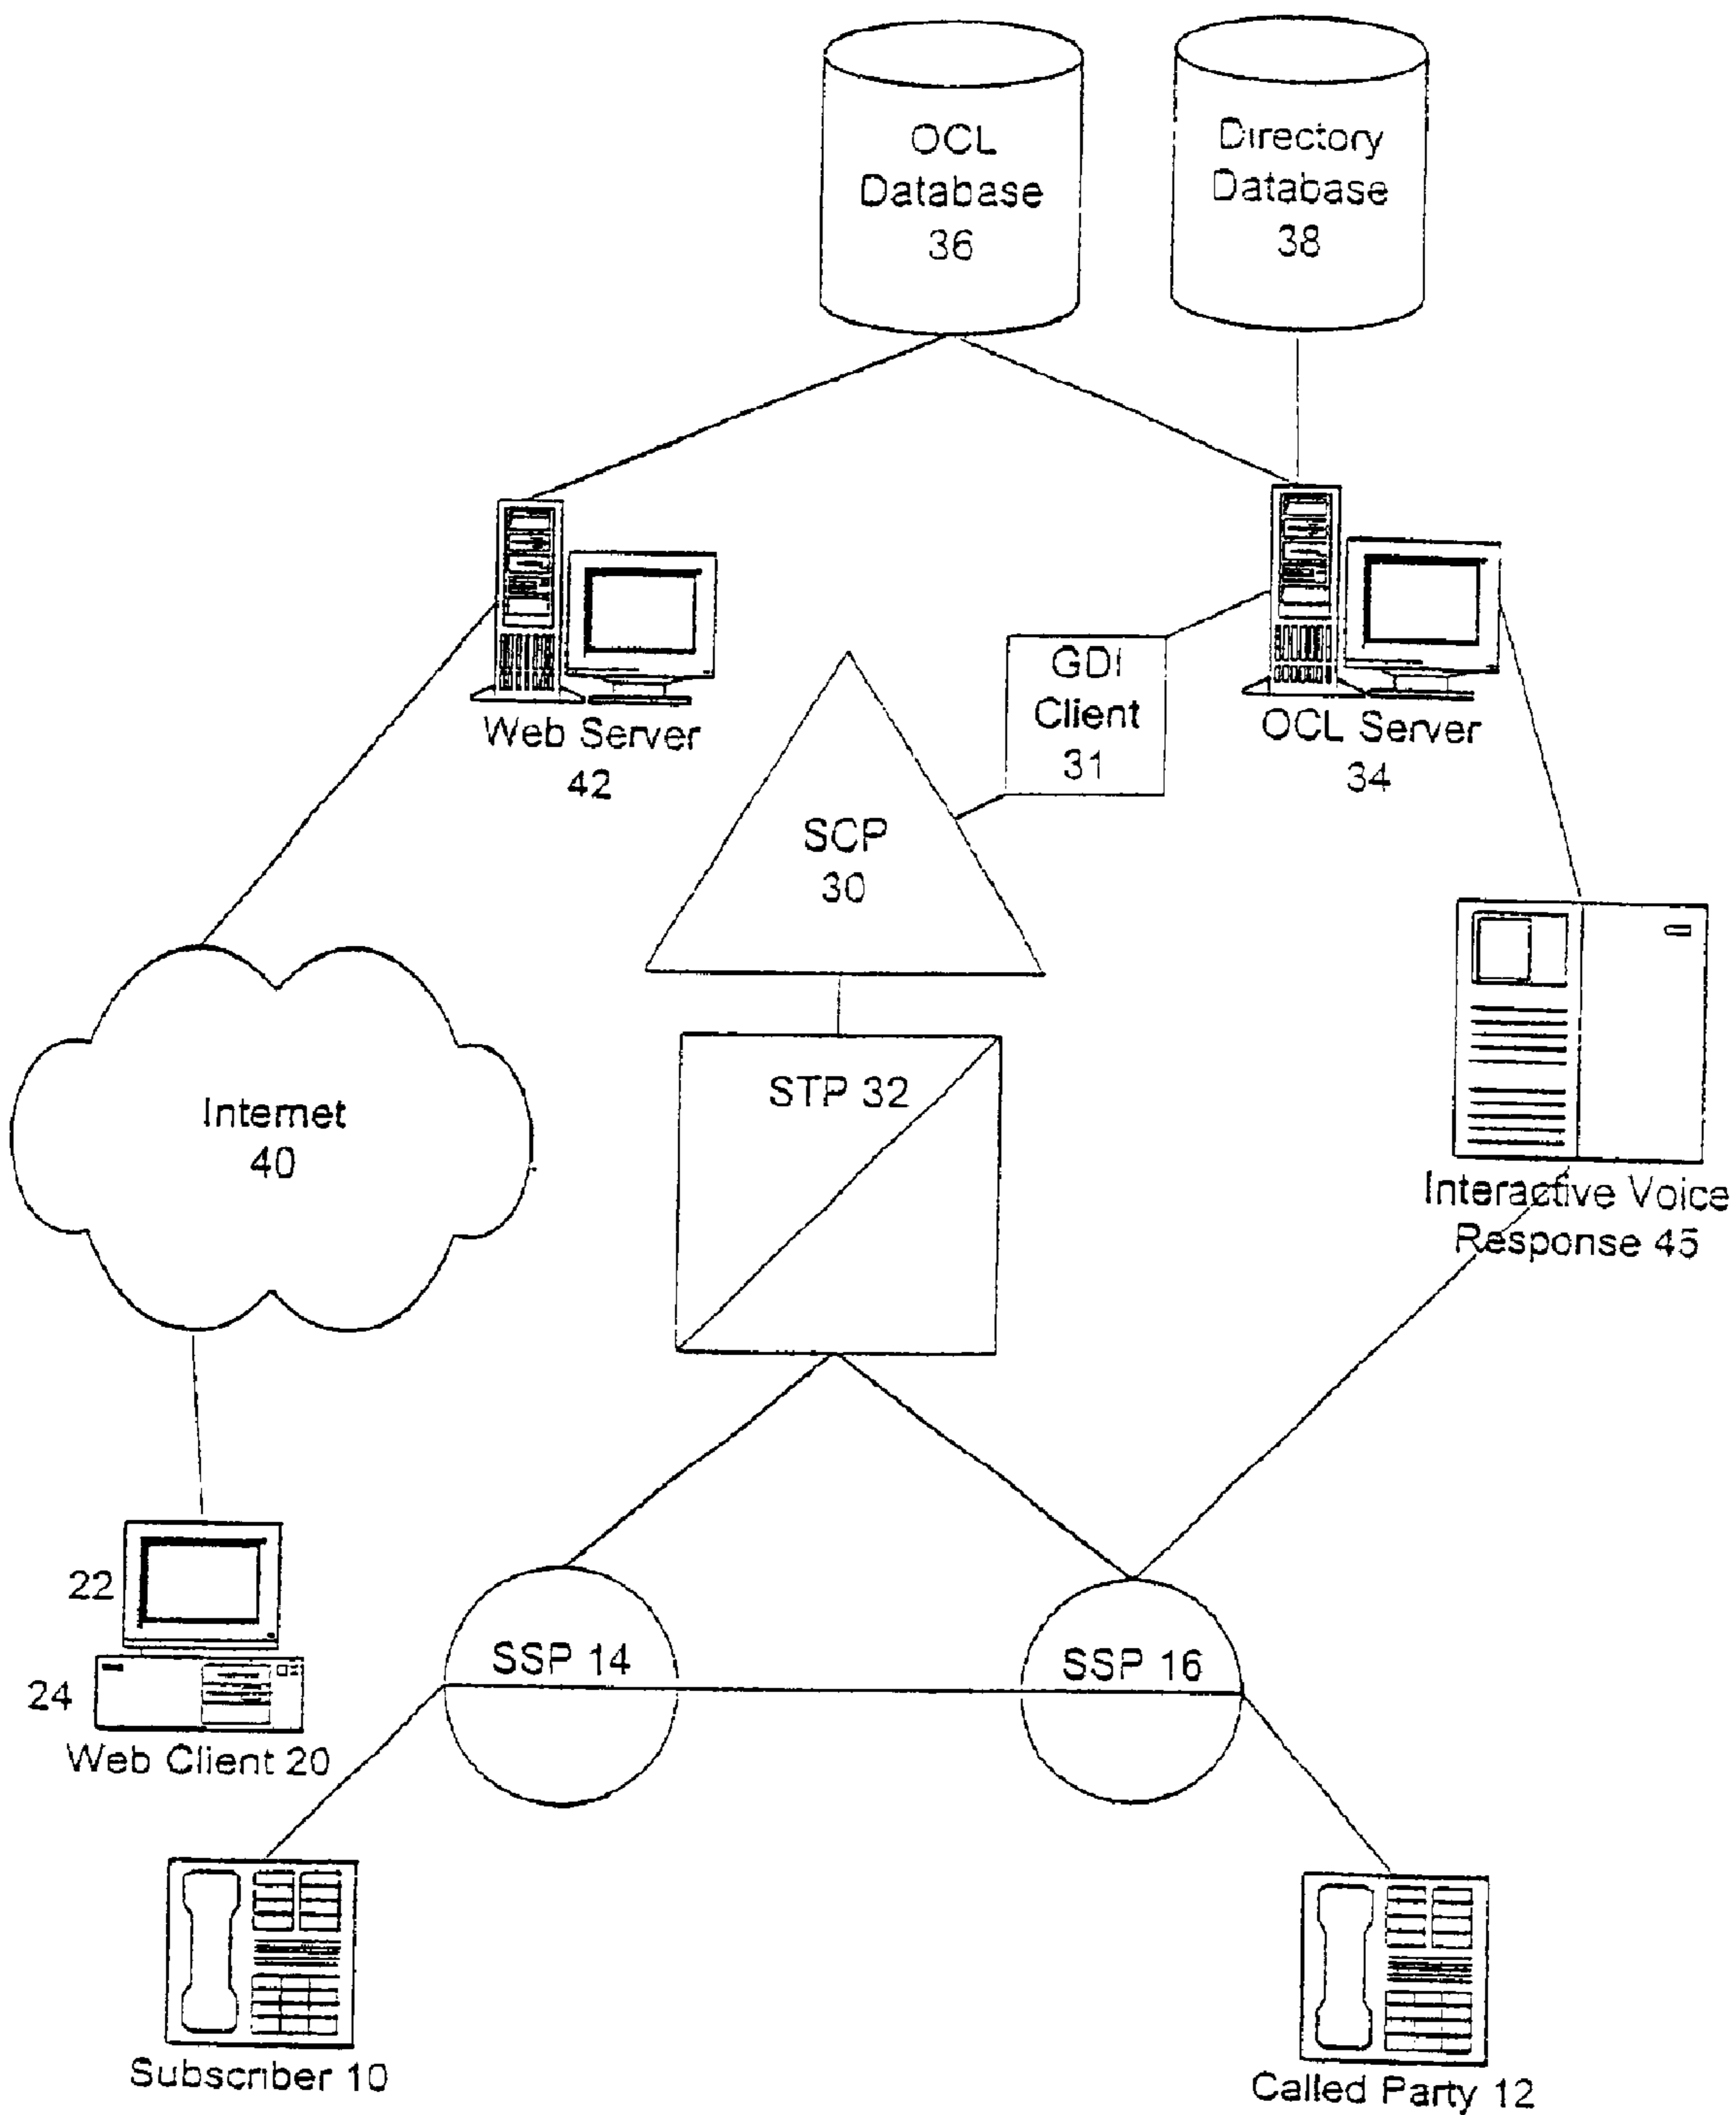 OCL
Database
36
Directory
Database
38
Web Server
42
GDI
Client
31
OCL Server
34
SCP
30
Internet
40
STP 32
Interactive Voice
Response 45
22
24
Web Client 20
SSP 14
SSP 16
Subscriber 10
Called Party 12